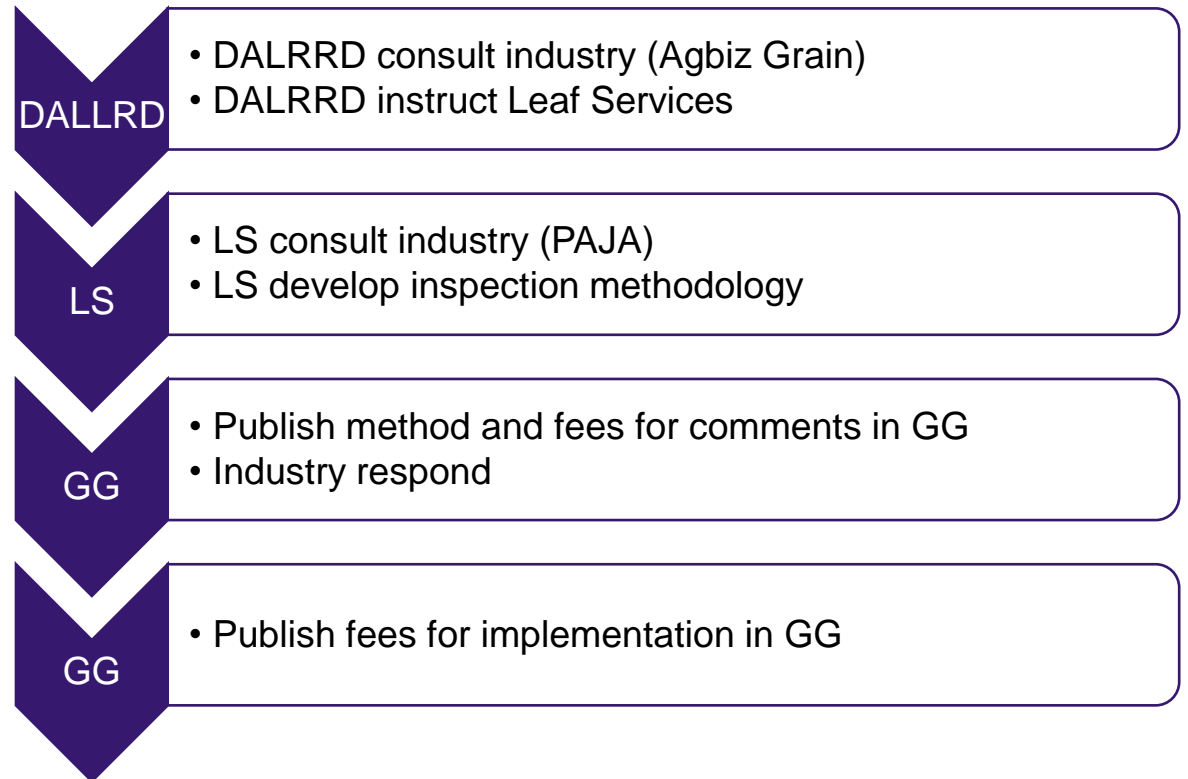 DALLRD
• DALRRD consult industry (Agbiz Grain)
• DALRRD instruct Leaf Services
LS
• LS consult industry (PAJA)
• LS develop inspection methodology
GG
• Publish method and fees for comments in GG
• Industry respond
GG
• Publish fees for implementation in GG